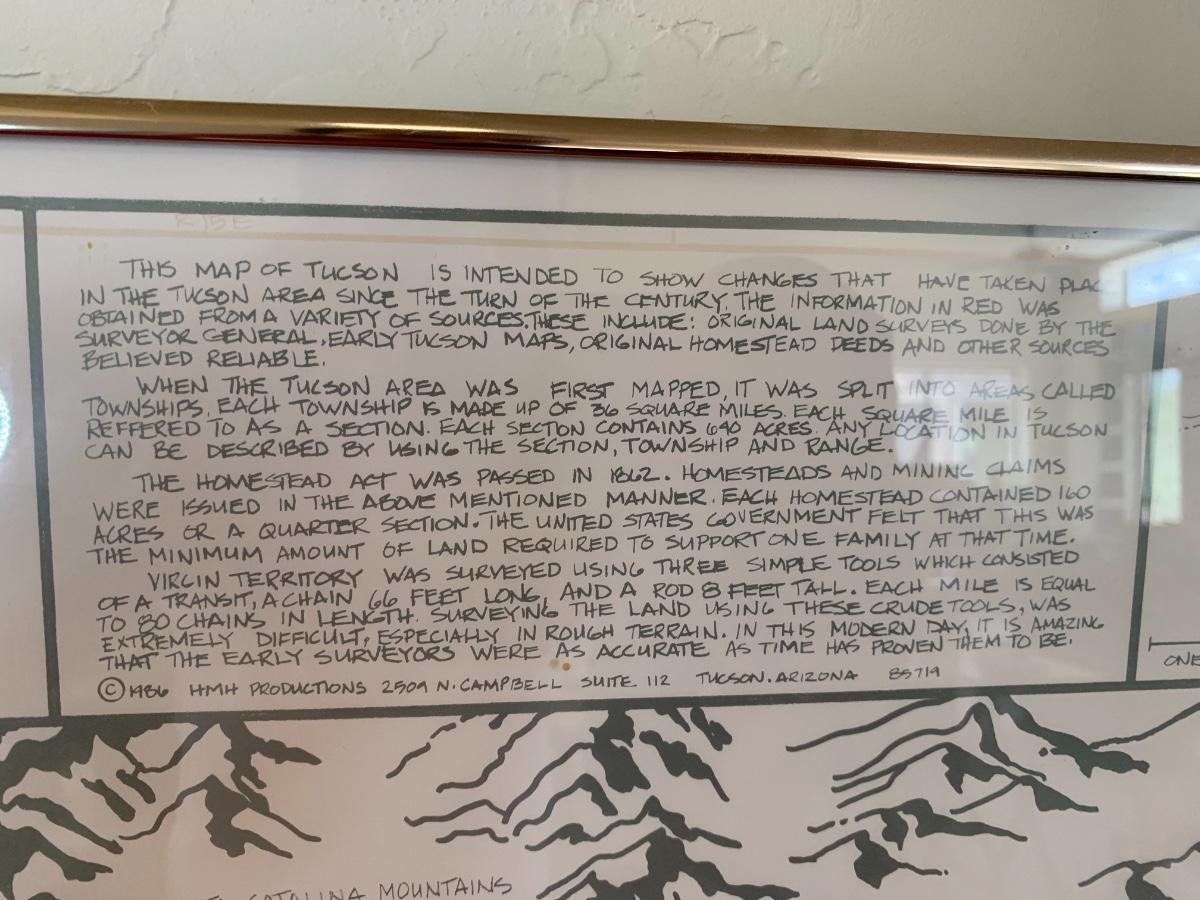 THIS MAP OF TUCSON IS INTENDED TO SHOW CHANGES THAT HAVE TAKEN PLAC
IN THE TUCSON AREA SINCE THE TURN OF THE CENTURY. THE INFORMATION IN RED WAS
OBTAINED FROM A VARIETY OF SOURCES. THESE INCLUDE: ORIGINAL LAND SURVEYS DONE BY THE
SURVEYOR GENERAL, EARLY TUCSON MAPS, ORIGINAL HOMESTEAD DEEDS AND OTHER SOURCES
BELIEVED RELIABLE.
WHEN THE TUCSON AREA WAS FIRST MAPPED, IT WAS SPLIT INTO AREAS CALLED
TOWNSHIPS. EACH TOWNSHIP IS MADE UP OF 36 SQUARE MILES. EACH SQUARE MILE IS
REFFERED TO AS A SECTION. EACH SECTON CONTAINS 640 ACRES. ANY LOCATION IN TUCSON
CAN BE DESCRIBED BY USING THE SECTION, TOWNSHIP AND RANGE.
THE HOMESTEAD ACT WAS PASSED IN 1862. HOMESTEADS AND MINING CLAIMS
WERE ISSUED IN THE ABOVE MENTIONED MANNER. EACH HOMESTEAD CONTAINED 160
ACRES OR A QUARTER SECTION. THE UNITED STATES GOVERNMENT FELT THAT THIS WAS
THE MINIMUM AMOUNT OF LAND REQUIRED TO SUPPORT ONE FAMILY AT THAT TIME.
VIRGIN TERRITORY WAS SURVEYED USING THREE SIMPLE TOOLS WHICH CONSISTED
OF A TRANSIT, A CHAIN 66 FEET LONG, AND A ROD 8 FEET TALL. EACH MILE IS EQUAL
TO 80 CHAINS IN LENGTH. SURVEYING THE LAND USING THESE CRUDE TOOLS, WAS
EXTREMELY DIFFICULT, ESPECIALLY IN ROUGH TERRAIN. IN THIS MODERN DAY, IT IS AMAZING
THAT THE EARLY SURVEYORS WERE AS ACCURATE AS TIME HAS PROVEN THEM TO BE.
© 1986 HMH PRODUCTIONS 2509 N. CAMPBELL SUITE 112 TUCSON. ARIZONA 85719
ONE
CATALINA MOUNTAINS